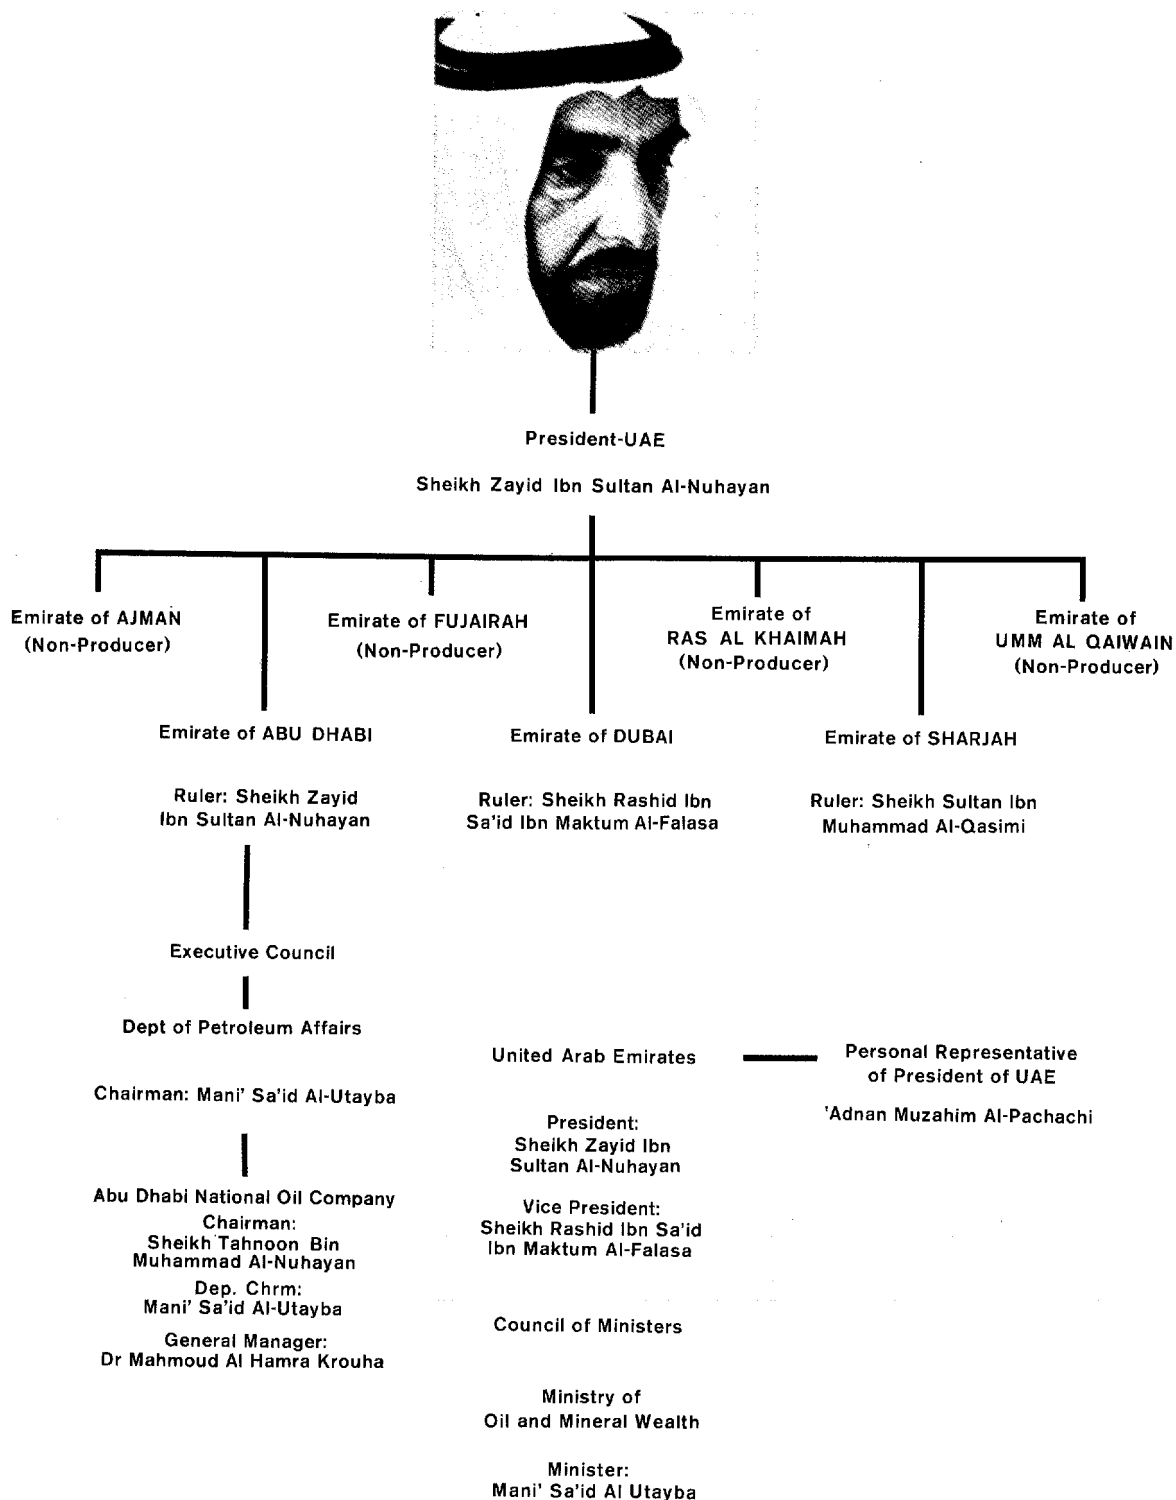 President-UAE
Sheikh Zayid Ibn Sultan Al-Nuhayan
Emirate of AJMAN
(Non-Producer)
Emirate of FUJAIRAH
(Non-Producer)
Emirate of
RAS AL KHAIMAH
(Non-Producer)
Emirate of
UMM AL QAIWAIN
(Non-Producer)
Emirate of ABU DHABI
Ruler: Sheikh Zayid
Ibn Sultan Al-Nuhayan
Emirate of DUBAI
Ruler: Sheikh Rashid Ibn
Sa'id Ibn Maktum Al-Falasa
Emirate of SHARJAH
Ruler: Sheikh Sultan Ibn
Muhammad Al-Qasimi
Executive Council
Dept of Petroleum Affairs
Chairman: Mani' Sa'id Al-Utayba
Abu Dhabi National Oil Company
Chairman:
Sheikh Tahnoon Bin
Muhammad Al-Nuhayan
Dep. Chrm:
Mani' Sa'id Al-Utayba
General Manager:
Dr Mahmoud Al Hamra Krouha
United Arab Emirates
President:
Sheikh Zayid Ibn
Sultan Al-Nuhayan
Vice President:
Sheikh Rashid Ibn Sa'id
Ibn Maktum Al-Falasa
Council of Ministers
Ministry of
Oil and Mineral Wealth
Minister:
Mani' Sa'id Al Utayba
Personal Representative
of President of UAE
'Adnan Muzahim Al-Pachachi